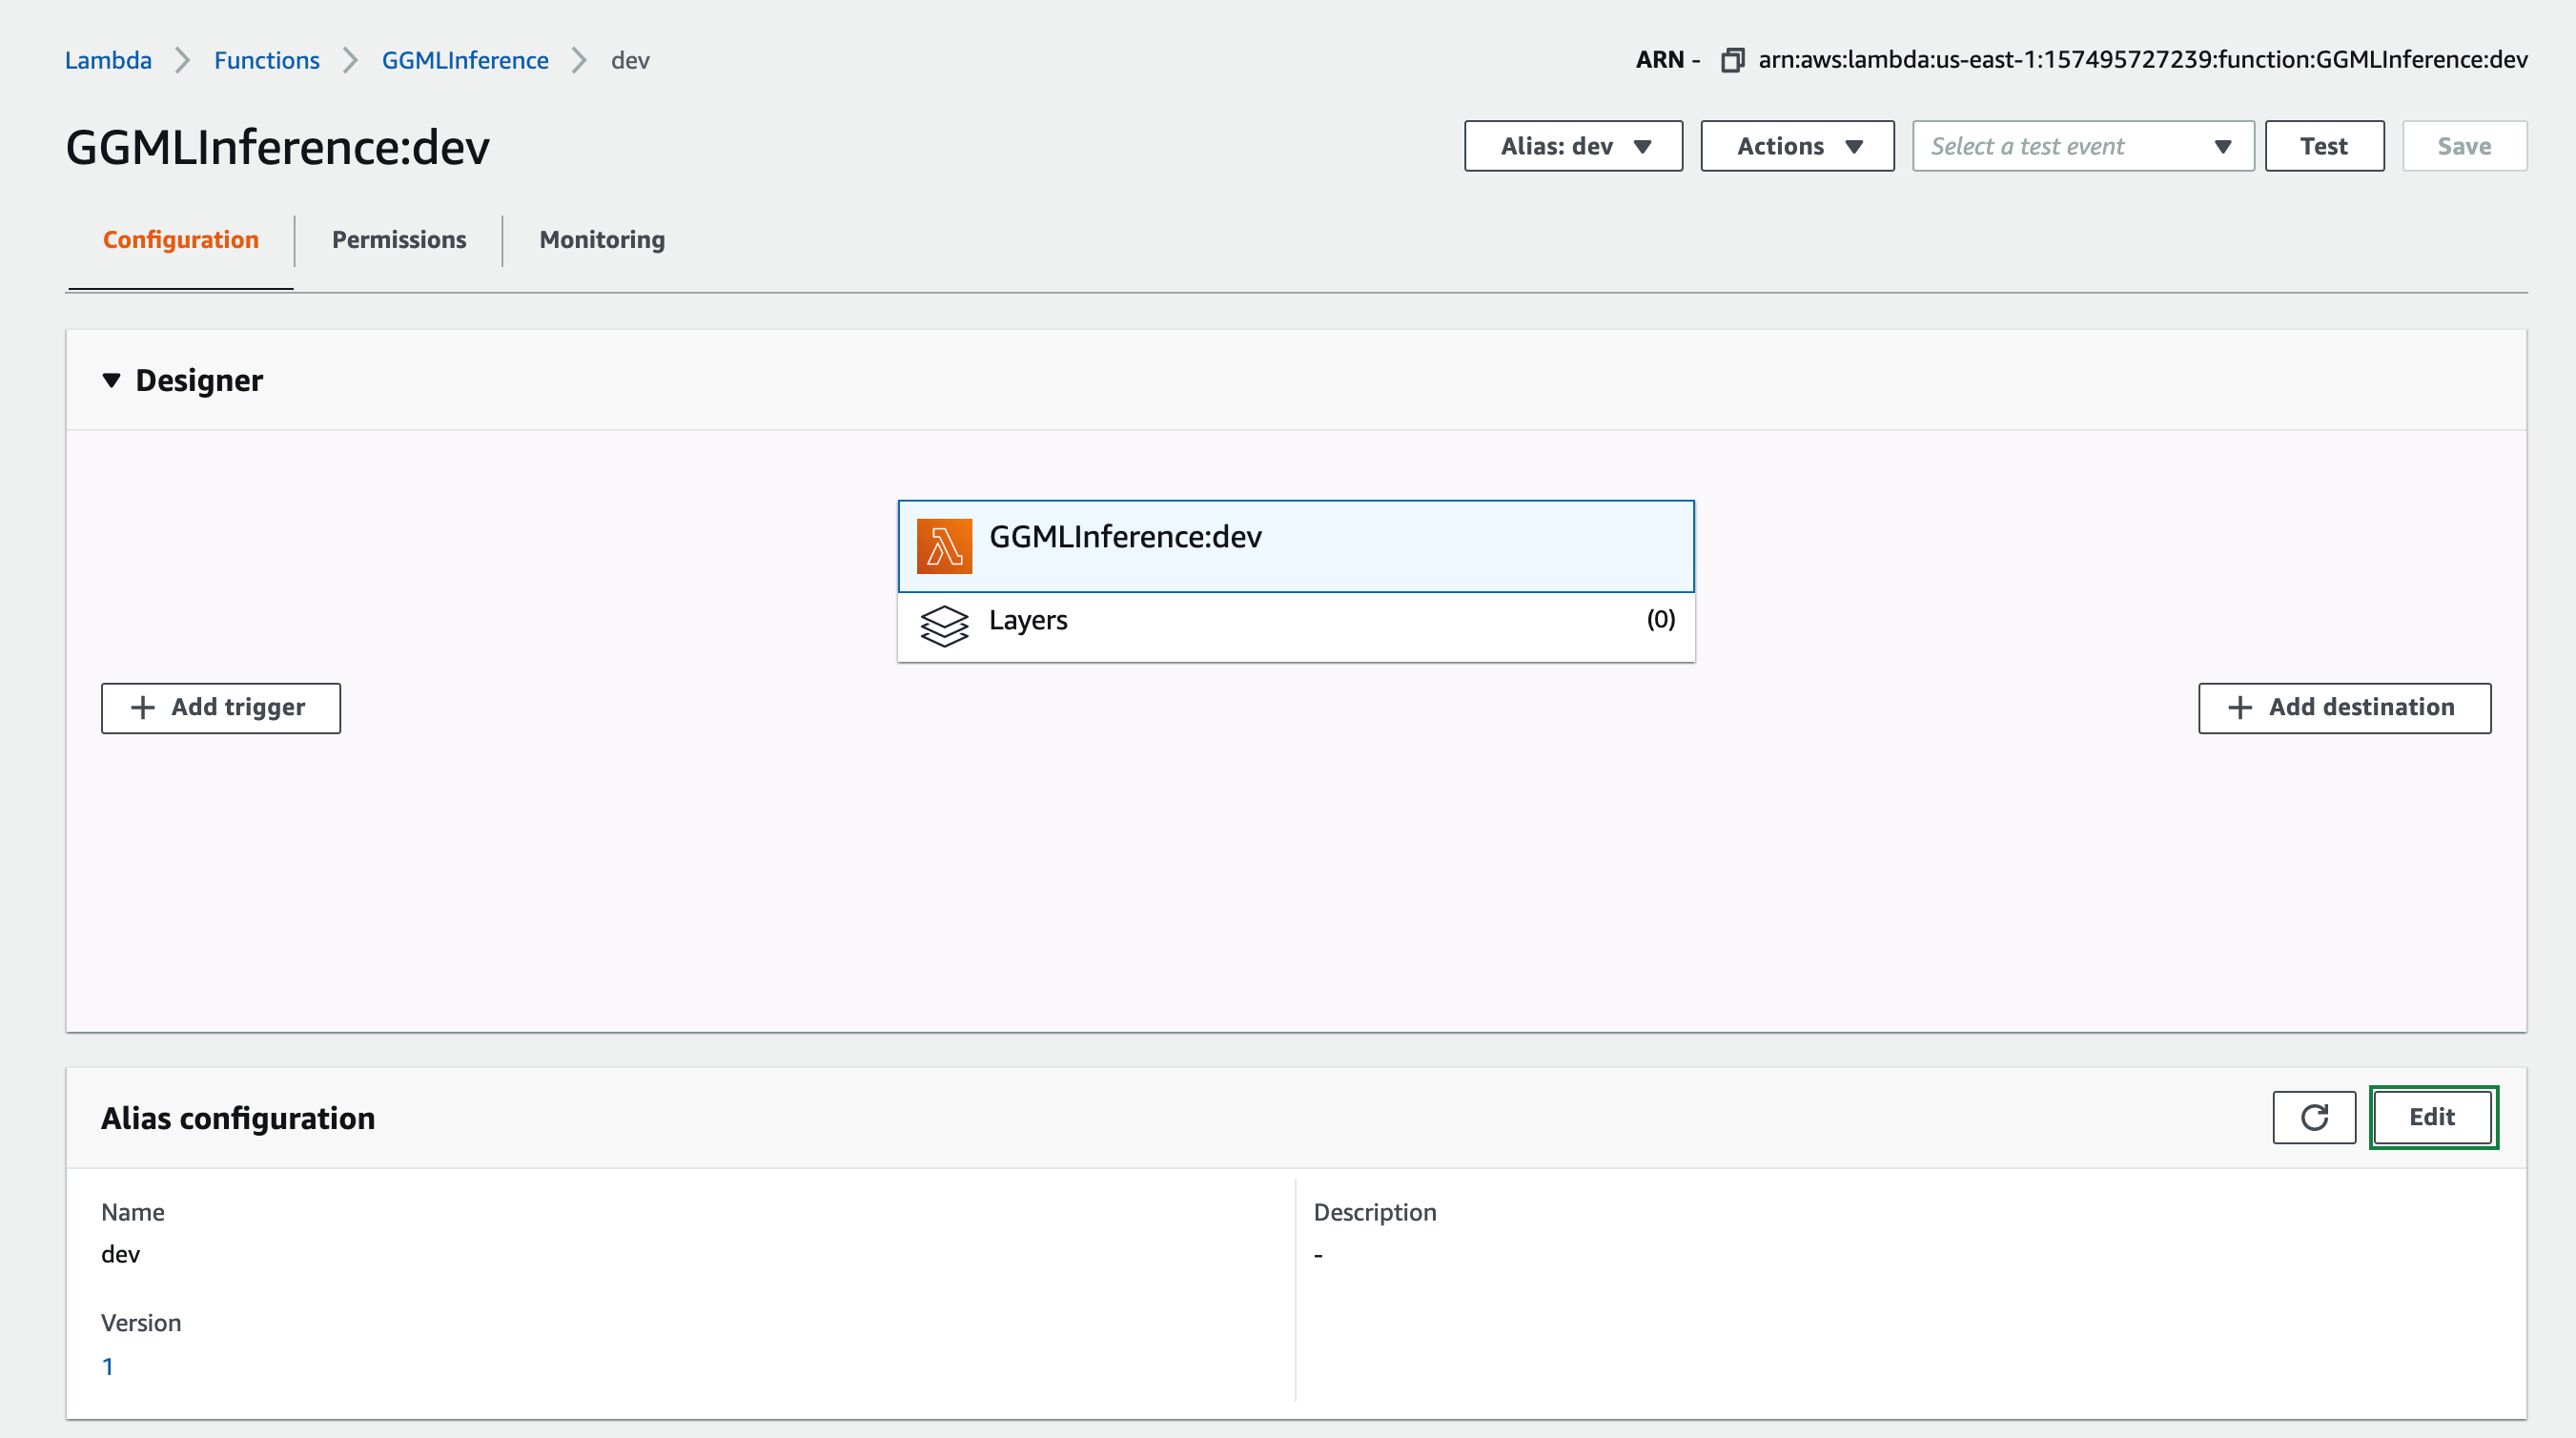 Lambda Functions GGMLInference dev
ARN - arn:aws:lambda:us-east-1:157495727239:function:GGMLInference:dev
GGMLInference:dev
Alias: dev Actions Select a test event Test Save
Configuration Permissions Monitoring
Designer
GGMLInference:dev
Layers (0)
Add trigger
Add destination
Alias configuration
Edit
Name
dev
Description
-
Version
1